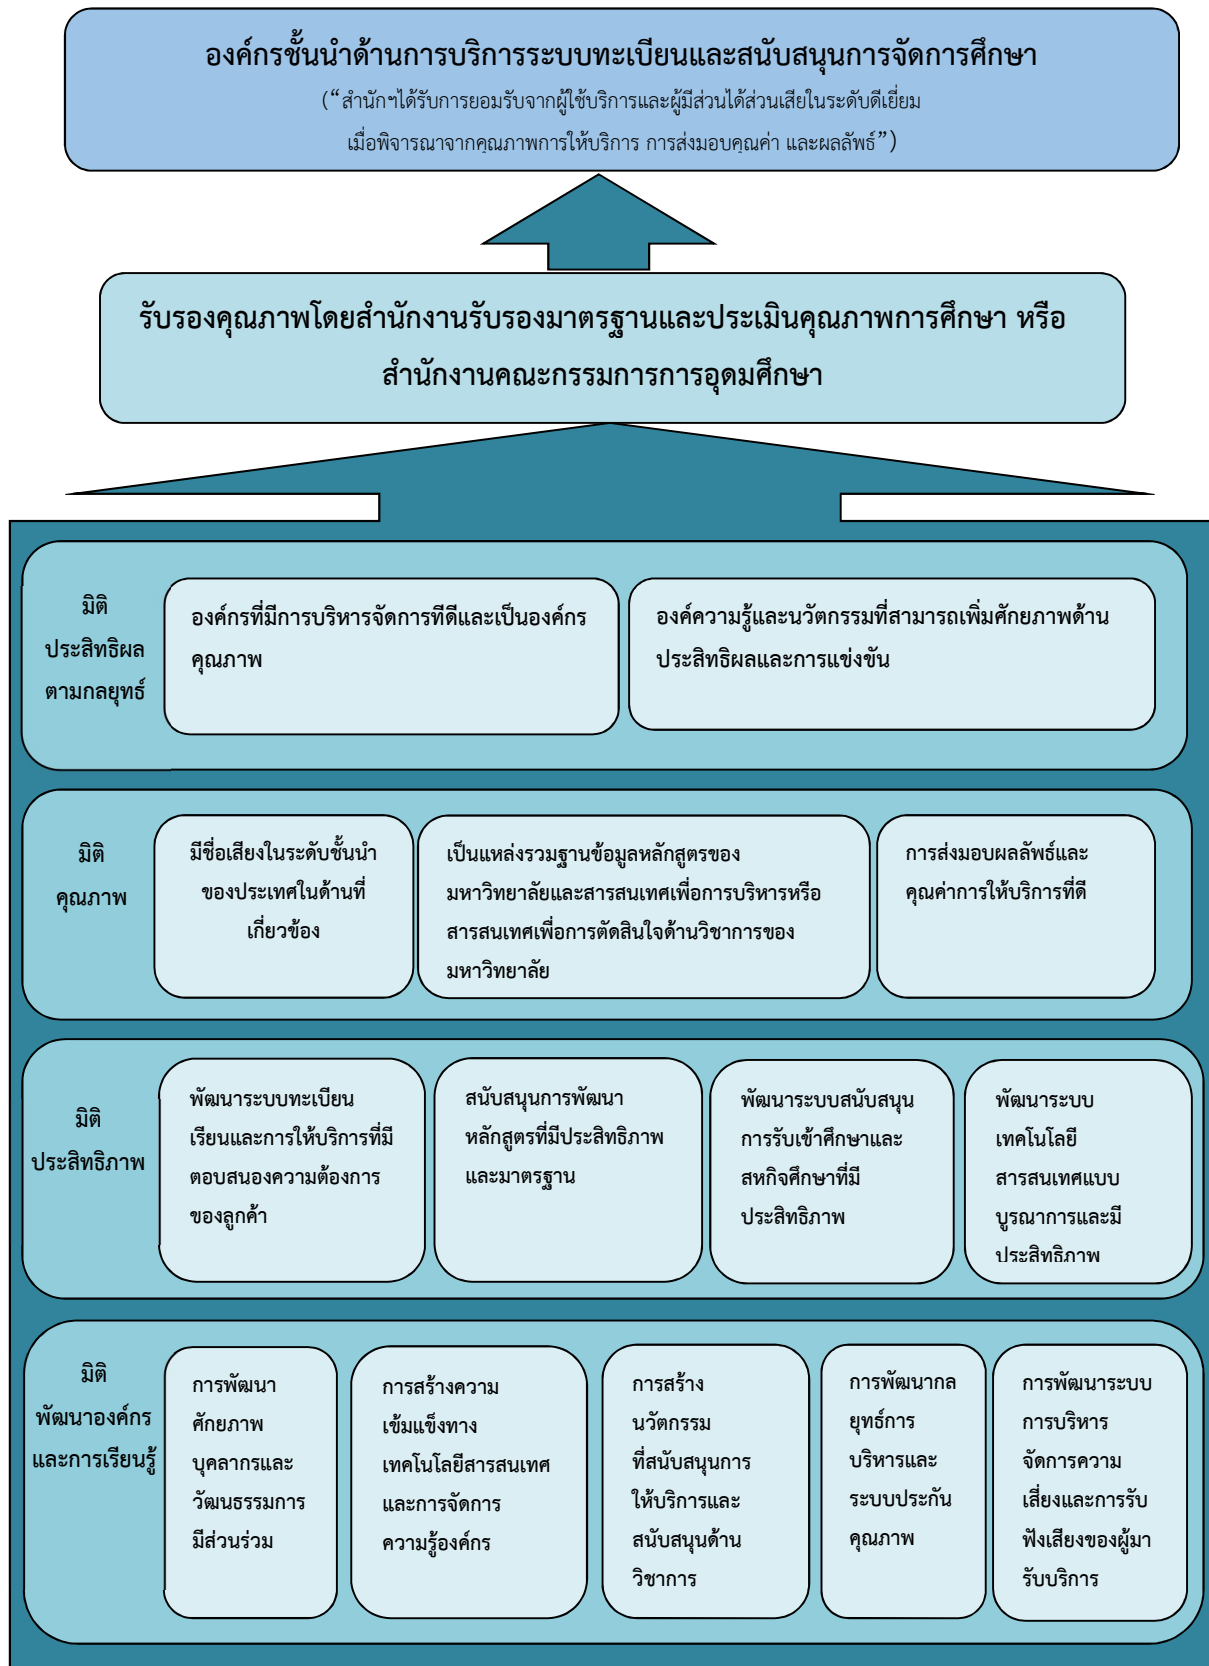 องค์กรชั้นนำด้านการบริการระบบทะเบียนและสนับสนุนการจัดการศึกษา
(“สำนักฯได้รับการยอมรับจากผู้ใช้บริการและผู้มีส่วนได้ส่วนเสียในระดับดีเยี่ยม
เมื่อพิจารณาจากคุณภาพการให้บริการ การส่งมอบคุณค่า และผลลัพธ์”)
รับรองคุณภาพโดยสำนักงานรับรองมาตรฐานและประเมินคุณภาพการศึกษา หรือ
สำนักงานคณะกรรมการการอุดมศึกษา
มิติ
ประสิทธิผล
ตามกลยุทธ์
องค์กรที่มีการบริหารจัดการทีดีและเป็นองค์กร
คุณภาพ
องค์ความรู้และนวัตกรรมที่สามารถเพิ่มศักยภาพด้าน
ประสิทธิผลและการแข่งขัน
มิติ
คุณภาพ
มีชื่อเสียงในระดับชั้นนำ
ของประเทศในด้านที่
เกี่ยวข้อง
เป็นแหล่งรวมฐานข้อมูลหลักสูตรของ
มหาวิทยาลัยและสารสนเทศเพื่อการบริหารหรือ
สารสนเทศเพื่อการตัดสินใจด้านวิชาการของ
มหาวิทยาลัย
การส่งมอบผลลัพธ์และ
คุณค่าการให้บริการที่ดี
มิติ
ประสิทธิภาพ
พัฒนาระบบทะเบียน
เรียนและการให้บริการที่มี
ตอบสนองความต้องการ
ของลูกค้า
สนับสนุนการพัฒนา
หลักสูตรที่มีประสิทธิภาพ
และมาตรฐาน
พัฒนาระบบสนับสนุน
การรับเข้าศึกษาและ
สหกิจศึกษาที่มี
ประสิทธิภาพ
พัฒนาระบบ
เทคโนโลยี
สารสนเทศแบบ
บูรณาการและมี
ประสิทธิภาพ
มิติ
พัฒนาองค์กร
และการเรียนรู้
การพัฒนา
ศักยภาพ
บุคลากรและ
วัฒนธรรมการ
มีส่วนร่วม
การสร้างความ
เข้มแข็งทาง
เทคโนโลยีสารสนเทศ
และการจัดการ
ความรู้องค์กร
การสร้าง
นวัตกรรม
ที่สนับสนุนการ
ให้บริการและ
สนับสนุนด้าน
วิชาการ
การพัฒนากล
ยุทธ์การ
บริหารและ
ระบบประกัน
คุณภาพ
การพัฒนาระบบ
การบริหาร
จัดการความ
เสี่ยงและการรับ
ฟังเสียงของผู้มา
รับบริการ